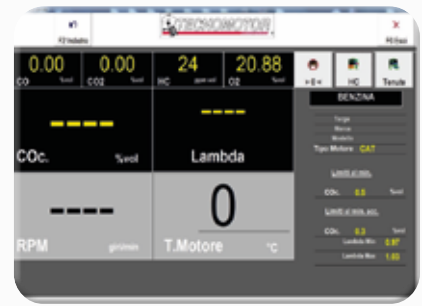 F2 Indietro
TECNOMOTOR
F10 Esci
0.00
CO %vol
0.00
CO2 %vol
24
HC ppm vol
20.88
O2 %vol
>0<
HC
Tenuta
BENZINA
Targa
Marca
Modello
Tipo Motore CAT
Limiti al min.
COc. 0.5 %vol
Limiti al min. acc.
COc. 0.3 %vol
Lambda Min 0.97
Lambda Max 1.03
----
COc. %vol
----
Lambda
----
RPM giri/min
0
T.Motore °C